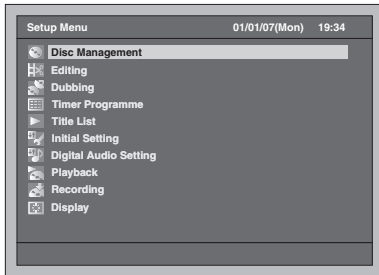 Setup Menu 01/01/07(Mon) 19:34
Disc Management
Editing
Dubbing
Timer Programme
Title List
Initial Setting
Digital Audio Setting
Playback
Recording
Display